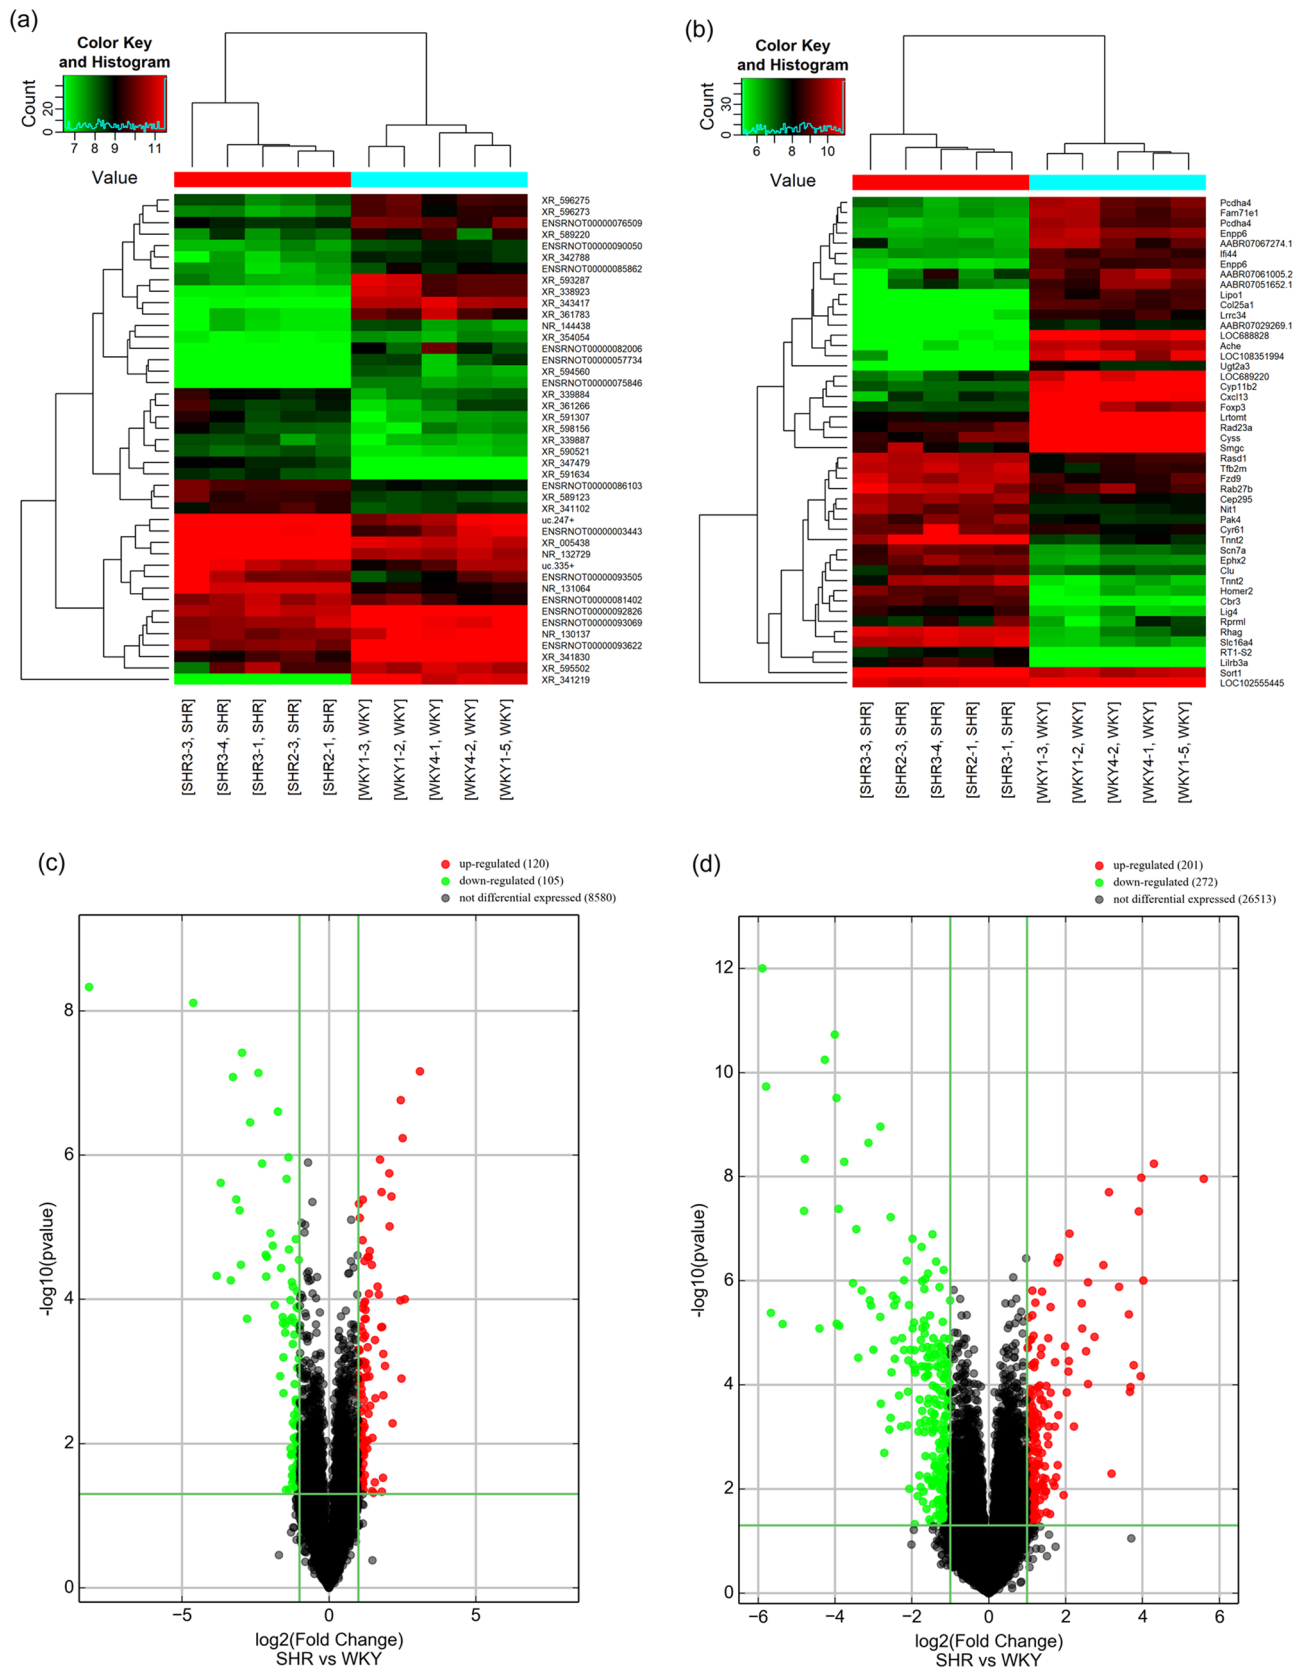 (a)
Color Key
and Histogram
Count
0 20
7 8 9 11
Value
XR_596275
XR_596273
ENSRNOT00000076509
XR_589220
ENSRNOT00000090050
XR_342788
ENSRNOT00000085862
XR_593287
XR_338923
XR_343417
XR_361783
NR_144438
XR_354054
ENSRNOT00000082006
ENSRNOT00000057734
XR_594560
ENSRNOT00000075846
XR_339884
XR_361266
XR_591307
XR_598156
XR_339887
XR_590521
XR_347479
XR_591634
ENSRNOT00000086103
XR_589123
XR_341102
uc.247+
ENSRNOT00000003443
XR_005438
NR_132729
uc.335+
ENSRNOT00000093505
NR_131064
ENSRNOT00000081402
ENSRNOT00000092826
ENSRNOT00000093069
NR_130137
ENSRNOT00000093622
XR_341830
XR_595502
XR_341219
[SHR3-3, SHR]
[SHR3-4, SHR]
[SHR3-1, SHR]
[SHR2-3, SHR]
[SHR2-1, SHR]
[WKY1-3, WKY]
[WKY1-2, WKY]
[WKY4-1, WKY]
[WKY4-2, WKY]
[WKY1-5, WKY]
(b)
Color Key
and Histogram
Count
0 30
6 8 10
Value
Pcdha4
Fam71e1
Pcdha4
Enpp6
AABR07067274.1
Ifi44
Enpp6
AABR07061005.2
AABR07051652.1
Lipo1
Col25a1
Lrrc34
AABR07029269.1
LOC688828
Ache
LOC108351994
Ugt2a3
LOC689220
Cyp11b2
Cxcl13
Foxp3
Lrtomt
Rad23a
Cyss
Smgc
Rasd1
Tfb2m
Fzd9
Rab27b
Cep295
Nit1
Pak4
Cyr61
Tnnt2
Scn7a
Ephx2
Clu
Tnnt2
Homer2
Cbr3
Lig4
Rprml
Rhag
Slc16a4
RT1-S2
Lilrb3a
Sort1
LOC102555445
[SHR3-3, SHR]
[SHR2-3, SHR]
[SHR3-4, SHR]
[SHR2-1, SHR]
[SHR3-1, SHR]
[WKY1-3, WKY]
[WKY1-2, WKY]
[WKY4-2, WKY]
[WKY4-1, WKY]
[WKY1-5, WKY]
(c)
up-regulated (120)
down-regulated (105)
not differential expressed (8580)
-log10(pvalue)
8
6
4
2
0
−5 0 5
log2(Fold Change)
SHR vs WKY
(d)
up-regulated (201)
down-regulated (272)
not differential expressed (26513)
-log10(pvalue)
12
10
8
6
4
2
0
−6 −4 −2 0 2 4 6
log2(Fold Change)
SHR vs WKY